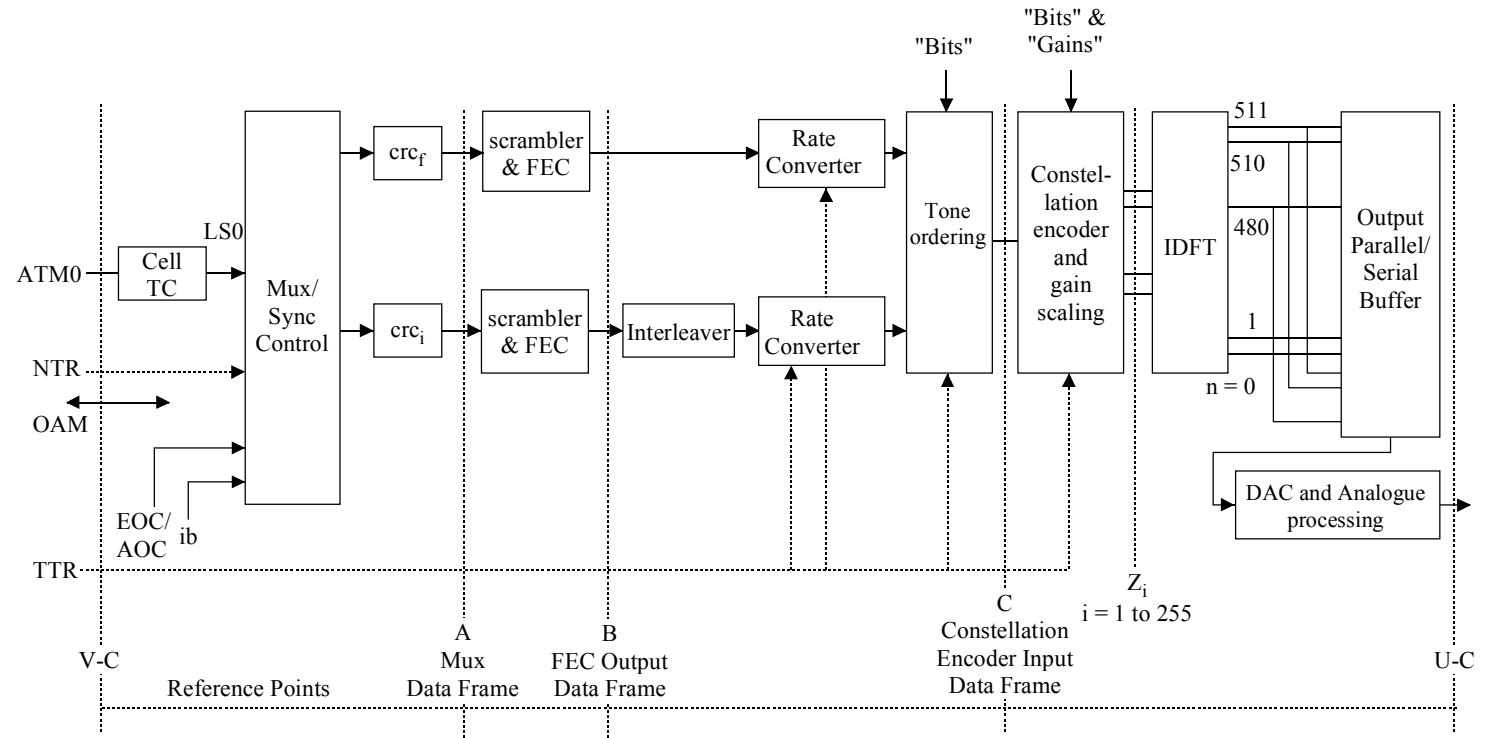 "Bits"
"Bits" &
"Gains"
ATM0
LS0
Cell
TC
NTR
OAM
EOC/
AOC
ib
TTR
Mux/
Sync
Control
crcf
crci
scrambler
& FEC
scrambler
& FEC
Interleaver
Rate
Converter
Rate
Converter
Tone
ordering
Constel-
lation
encoder
and
gain
scaling
IDFT
511
510
480
1
n = 0
Output
Parallel/
Serial
Buffer
DAC and Analogue
processing
V-C
Reference Points
A
Mux
Data Frame
B
FEC Output
Data Frame
C
Constellation
Encoder Input
Data Frame
Zi
i = 1 to 255
U-C